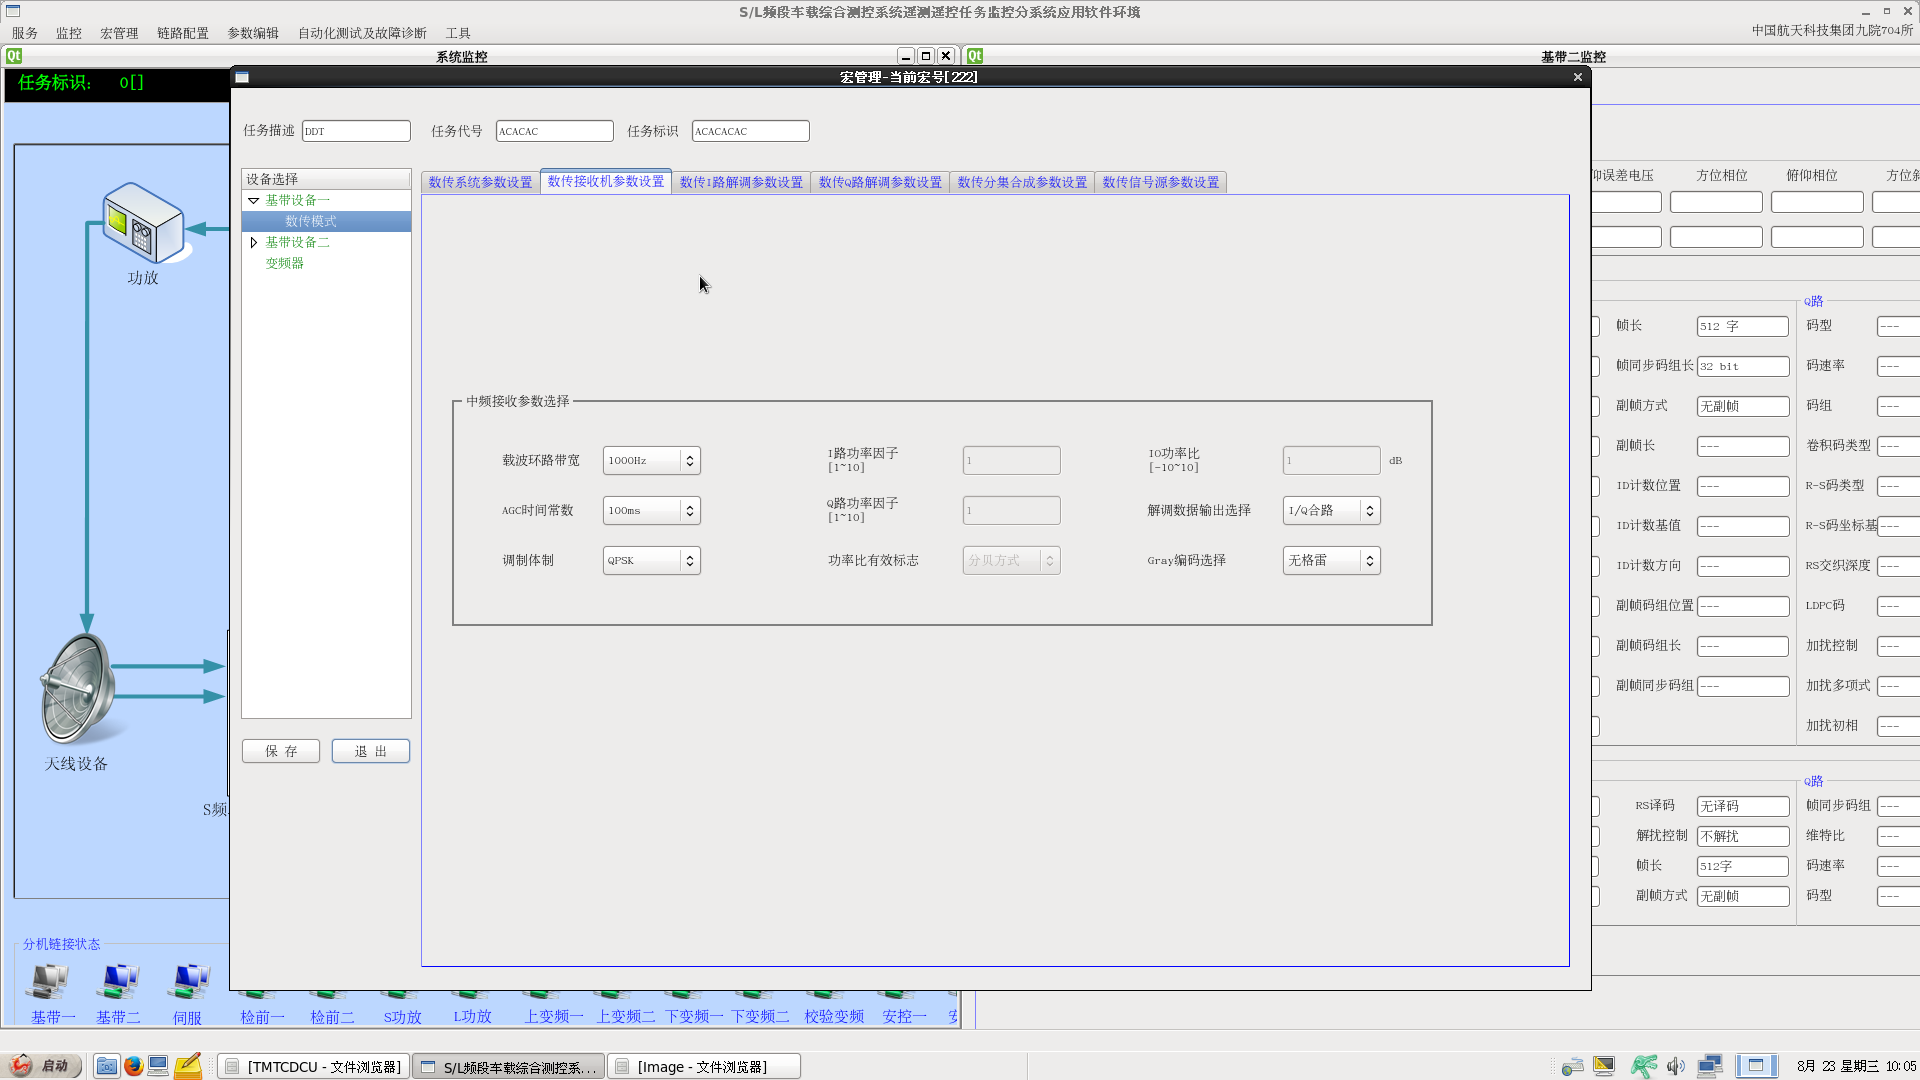 S/L频段车载综合测控系统遥测遥控任务监控分系统应用软件环境
服务 监控 宏管理 链路配置 参数编辑 自动化测试及故障诊断 工具
中国航天科技集团九院704所
系统监控
基带二监控
任务标识: 0[]
宏管理-当前宏号[222]
任务描述 DDT 任务代号 ACACAC 任务标识 ACACACAC
设备选择
基带设备一
数传模式
基带设备二
变频器
保 存
退 出
数传系统参数设置 数传接收机参数设置 数传I路解调参数设置 数传Q路解调参数设置 数传分集合成参数设置 数传信号源参数设置
中频接收参数选择
载波环路带宽 1000Hz
I路功率因子
[1~10]
1
IO功率比
[-10~10]
1 dB
AGC时间常数 100ms
Q路功率因子
[1~10]
1
解调数据输出选择 I/Q合路
调制体制 QPSK
功率比有效标志 分贝方式
Gray编码选择 无格雷
功放
天线设备
S频
仰误差电压 方位相位 俯仰相位
Q路
帧长 512 字 码型 ---
帧同步码组长 32 bit 码速率 ---
副帧方式 无副帧 码组 ---
副帧长 --- 卷积码类型 ---
ID计数位置 --- R-S码类型 ---
ID计数基值 --- R-S码坐标基 ---
ID计数方向 --- RS交织深度 ---
副帧码组位置 --- LDPC码 ---
副帧码组长 --- 加扰控制 ---
副帧同步码组 --- 加扰多项式 ---
加扰初相 ---
Q路
RS译码 无译码 帧同步码组 ---
解扰控制 不解扰 维特比 ---
帧长 512字 码速率 ---
副帧方式 无副帧 码型 ---
分机链接状态
基带一 基带二 伺服 检前一 检前二 S功放 L功放 上变频一 上变频二 下变频一 下变频二 校验变频 安控一
启动
[TMTCDCU - 文件浏览器]
S/L频段车载综合测控系...
[Image - 文件浏览器]
8月 23 星期三 10:05